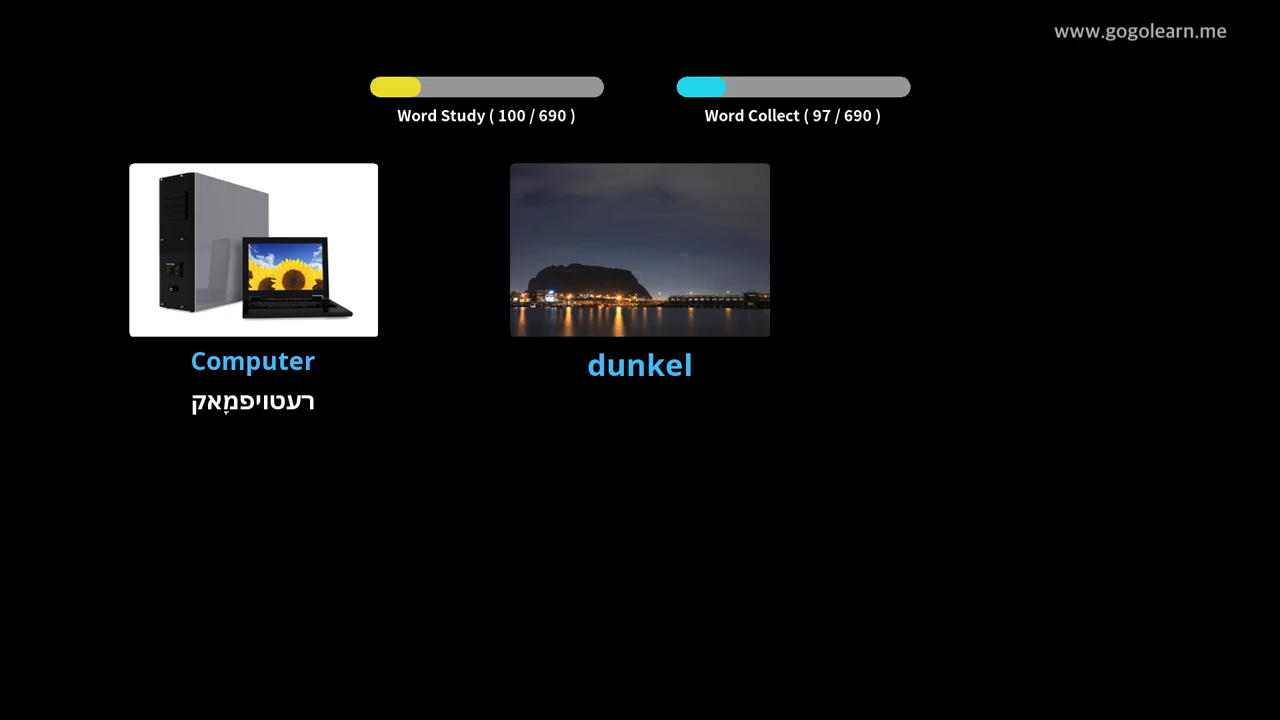 www.gogolearn.me
Word Study ( 100 / 690 )
Word Collect ( 97 / 690 )
Computer
רעטויפמָאק
dunkel